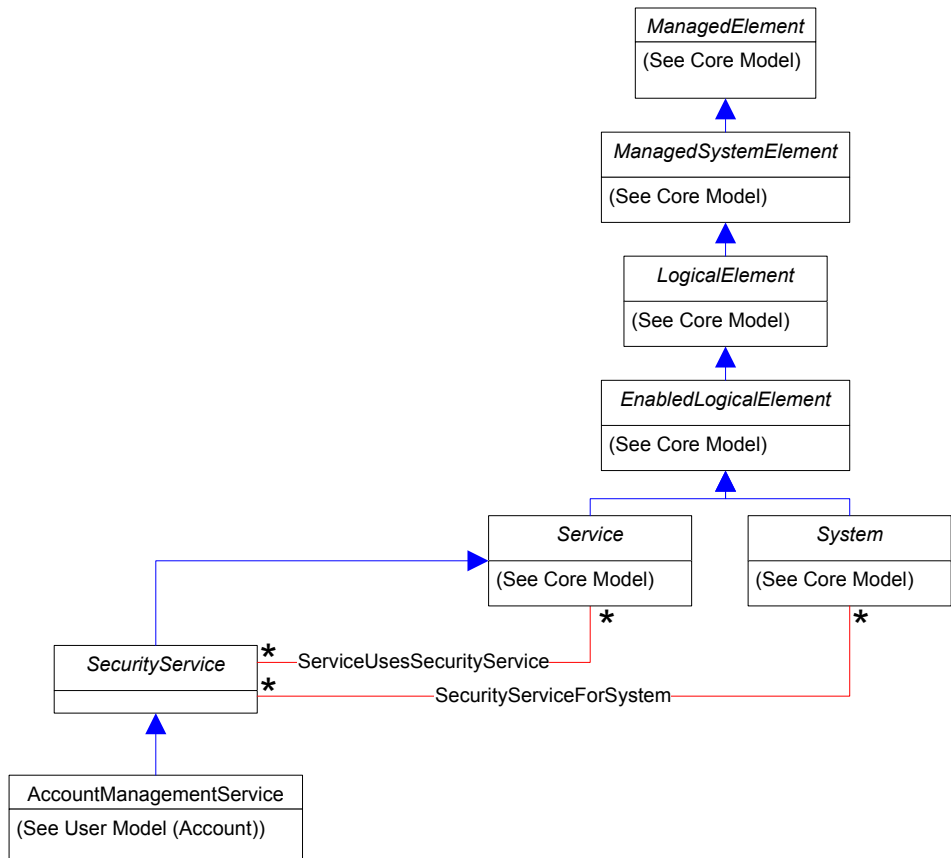 ManagedElement
(See Core Model)
ManagedSystemElement
(See Core Model)
LogicalElement
(See Core Model)
EnabledLogicalElement
(See Core Model)
Service
(See Core Model)
System
(See Core Model)
*
*
SecurityService
*
ServiceUsesSecurityService
*
SecurityServiceForSystem
AccountManagementService
(See User Model (Account))